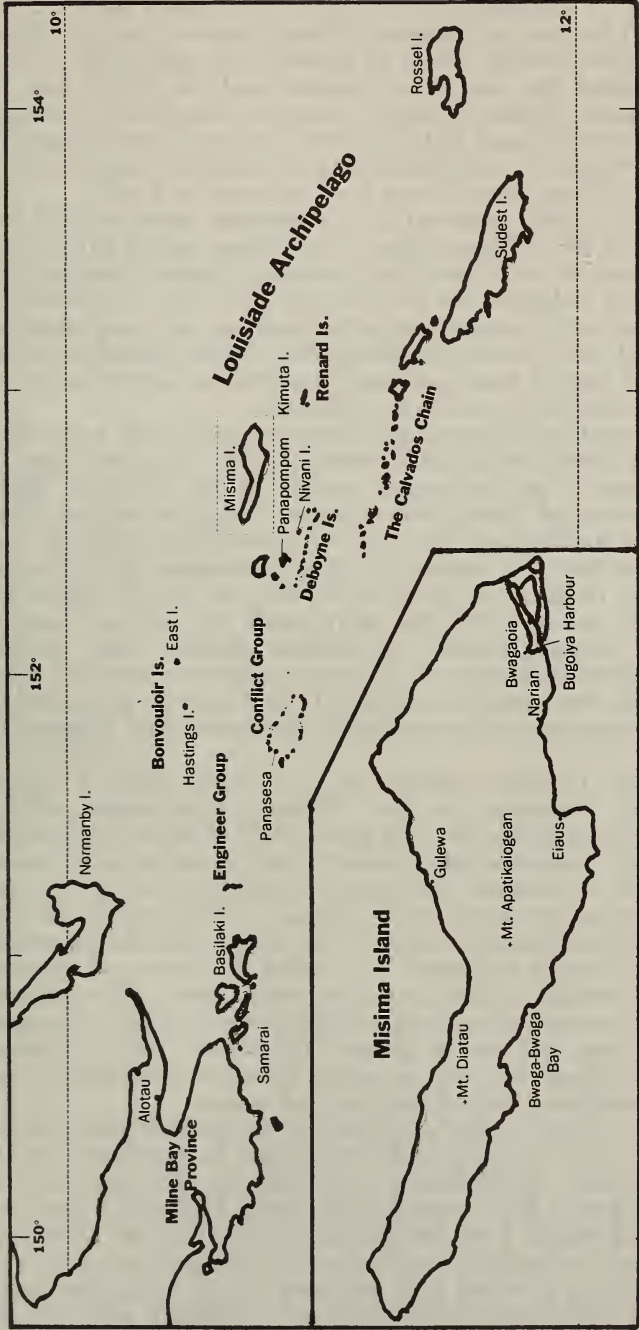 150°
152°
154°
10°
12°
Normanby I.
Alotau
Milne Bay
Province
Samarai
Basilaki I.
Engineer Group
Bonvouloir Is.
Hastings I.
East I.
Conflict Group
Panasesa
Louisiade Archipelago
Misima I.
Panapompom
Nivani I.
Deboyne Is.
Kimuta I.
Renard Is.
The Calvados Chain
Sudest I.
Rossel I.
Misima Island
Mt. Diatau
Gulewa
Mt. Apatikaiogean
Bwaga-Bwaga
Bay
Eiaus
Narian
Bwagaoia
Bugoiya Harbour